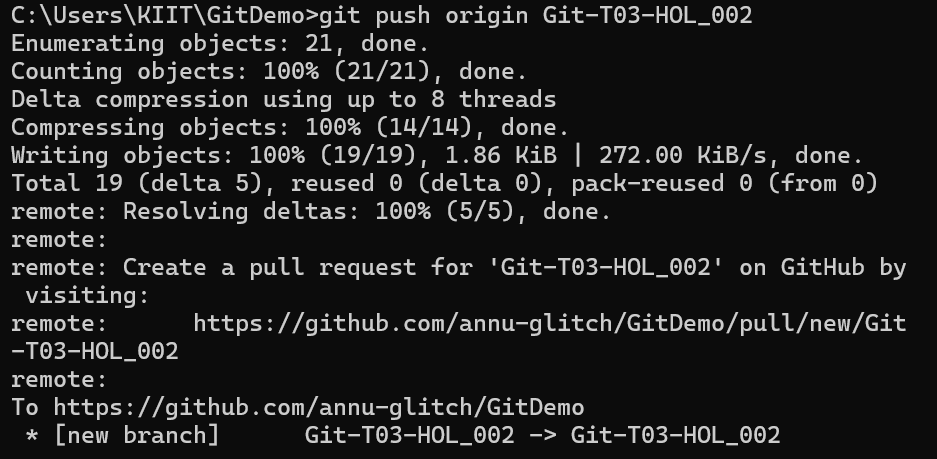 C:\Users\KIIT\GitDemo>git push origin Git-T03-HOL_002
Enumerating objects: 21, done.
Counting objects: 100% (21/21), done.
Delta compression using up to 8 threads
Compressing objects: 100% (14/14), done.
Writing objects: 100% (19/19), 1.86 KiB | 272.00 KiB/s, done.
Total 19 (delta 5), reused 0 (delta 0), pack-reused 0 (from 0)
remote: Resolving deltas: 100% (5/5), done.
remote:
remote: Create a pull request for 'Git-T03-HOL_002' on GitHub by
 visiting:
remote:      https://github.com/annu-glitch/GitDemo/pull/new/Git
-T03-HOL_002
remote:
To https://github.com/annu-glitch/GitDemo
 * [new branch]      Git-T03-HOL_002 -> Git-T03-HOL_002